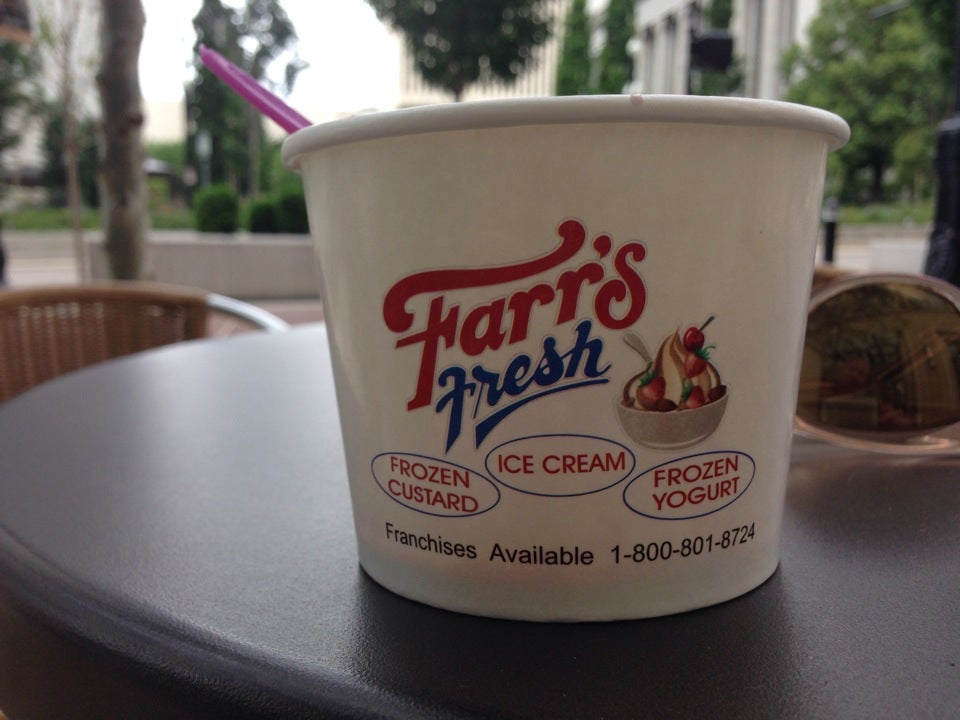 Farr's
Fresh
FROZEN
CUSTARD
ICE CREAM
FROZEN
YOGURT
Franchises Available 1-800-801-8724